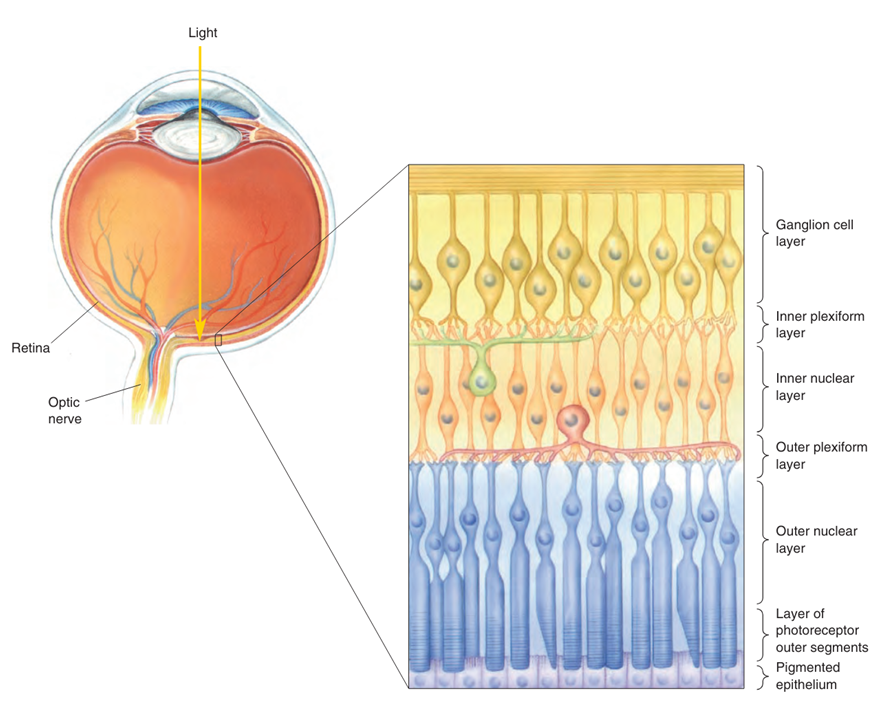 Light
Retina
Optic
nerve
Ganglion cell
layer
Inner plexiform
layer
Inner nuclear
layer
Outer plexiform
layer
Outer nuclear
layer
Layer of
photoreceptor
outer segments
Pigmented
epithelium